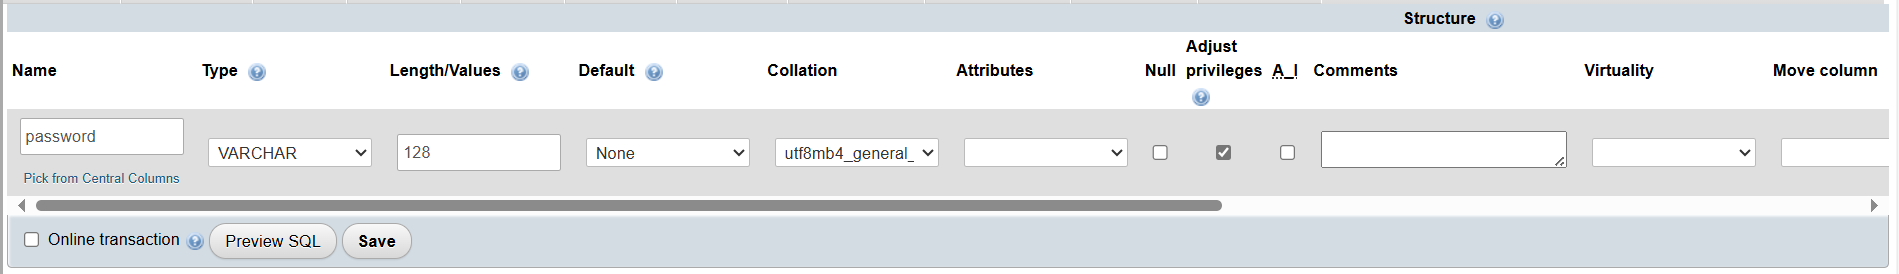 Structure
Name Type Length/Values Default Collation Attributes Null Adjust privileges A_I Comments Virtuality Move column
password VARCHAR 128 None utf8mb4_general_
Pick from Central Columns
Online transaction Preview SQL Save